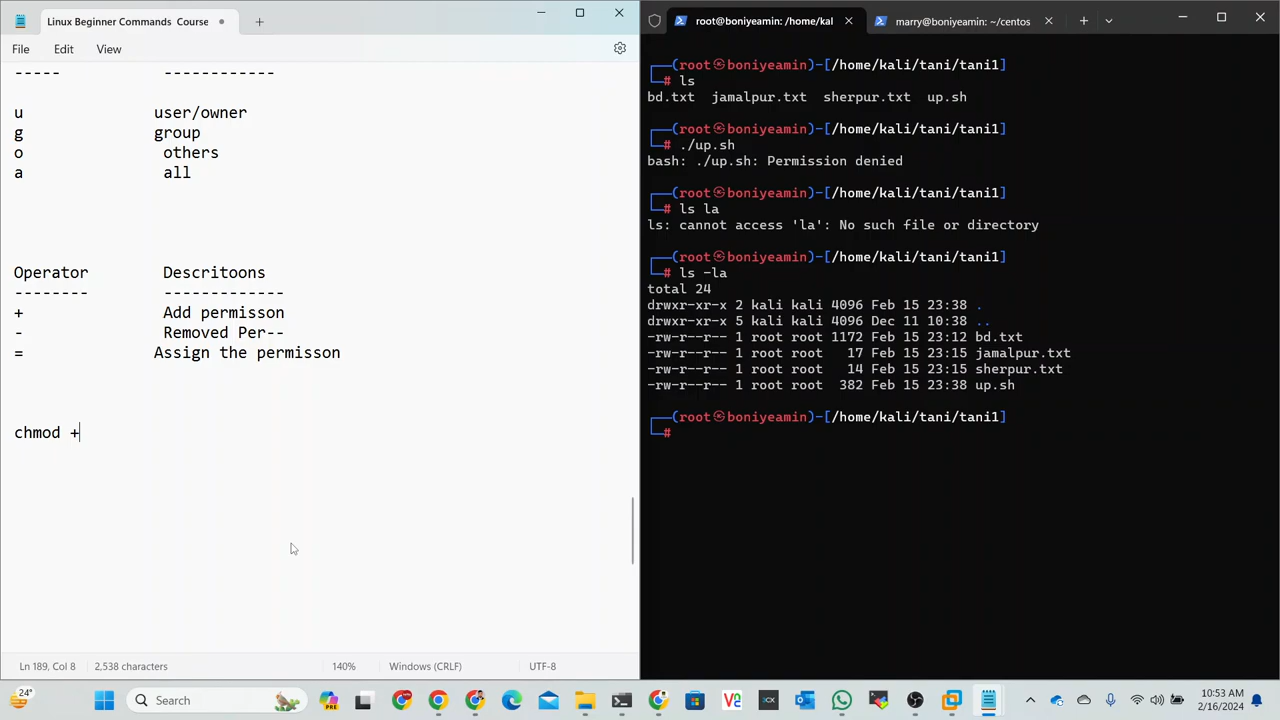 Linux Beginner Commands  Course
File Edit View
-----             ------------
u                 user/owner
g                 group
o                  others
a                  all
Operator          Descritoons
--------          -------------
+                  Add permisson
-                  Removed Per--
=                 Assign the permisson
chmod +
Ln 189, Col 8 2,538 characters 140% Windows (CRLF) UTF-8
root@boniyeamin: /home/kal marry@boniyeamin: ~/centos
┌──(root㉿boniyeamin)-[/home/kali/tani/tani1]
└─# ls
bd.txt  jamalpur.txt  sherpur.txt  up.sh
┌──(root㉿boniyeamin)-[/home/kali/tani/tani1]
└─# ./up.sh
bash: ./up.sh: Permission denied
┌──(root㉿boniyeamin)-[/home/kali/tani/tani1]
└─# ls la
ls: cannot access 'la': No such file or directory
┌──(root㉿boniyeamin)-[/home/kali/tani/tani1]
└─# ls -la
total 24
drwxr-xr-x 2 kali kali 4096 Feb 15 23:38 .
drwxr-xr-x 5 kali kali 4096 Dec 11 10:38 ..
-rw-r--r-- 1 root root 1172 Feb 15 23:12 bd.txt
-rw-r--r-- 1 root root   17 Feb 15 23:15 jamalpur.txt
-rw-r--r-- 1 root root   14 Feb 15 23:15 sherpur.txt
-rw-r--r-- 1 root root  382 Feb 15 23:38 up.sh
┌──(root㉿boniyeamin)-[/home/kali/tani/tani1]
└─#
24° Search 10:53 AM
2/16/2024